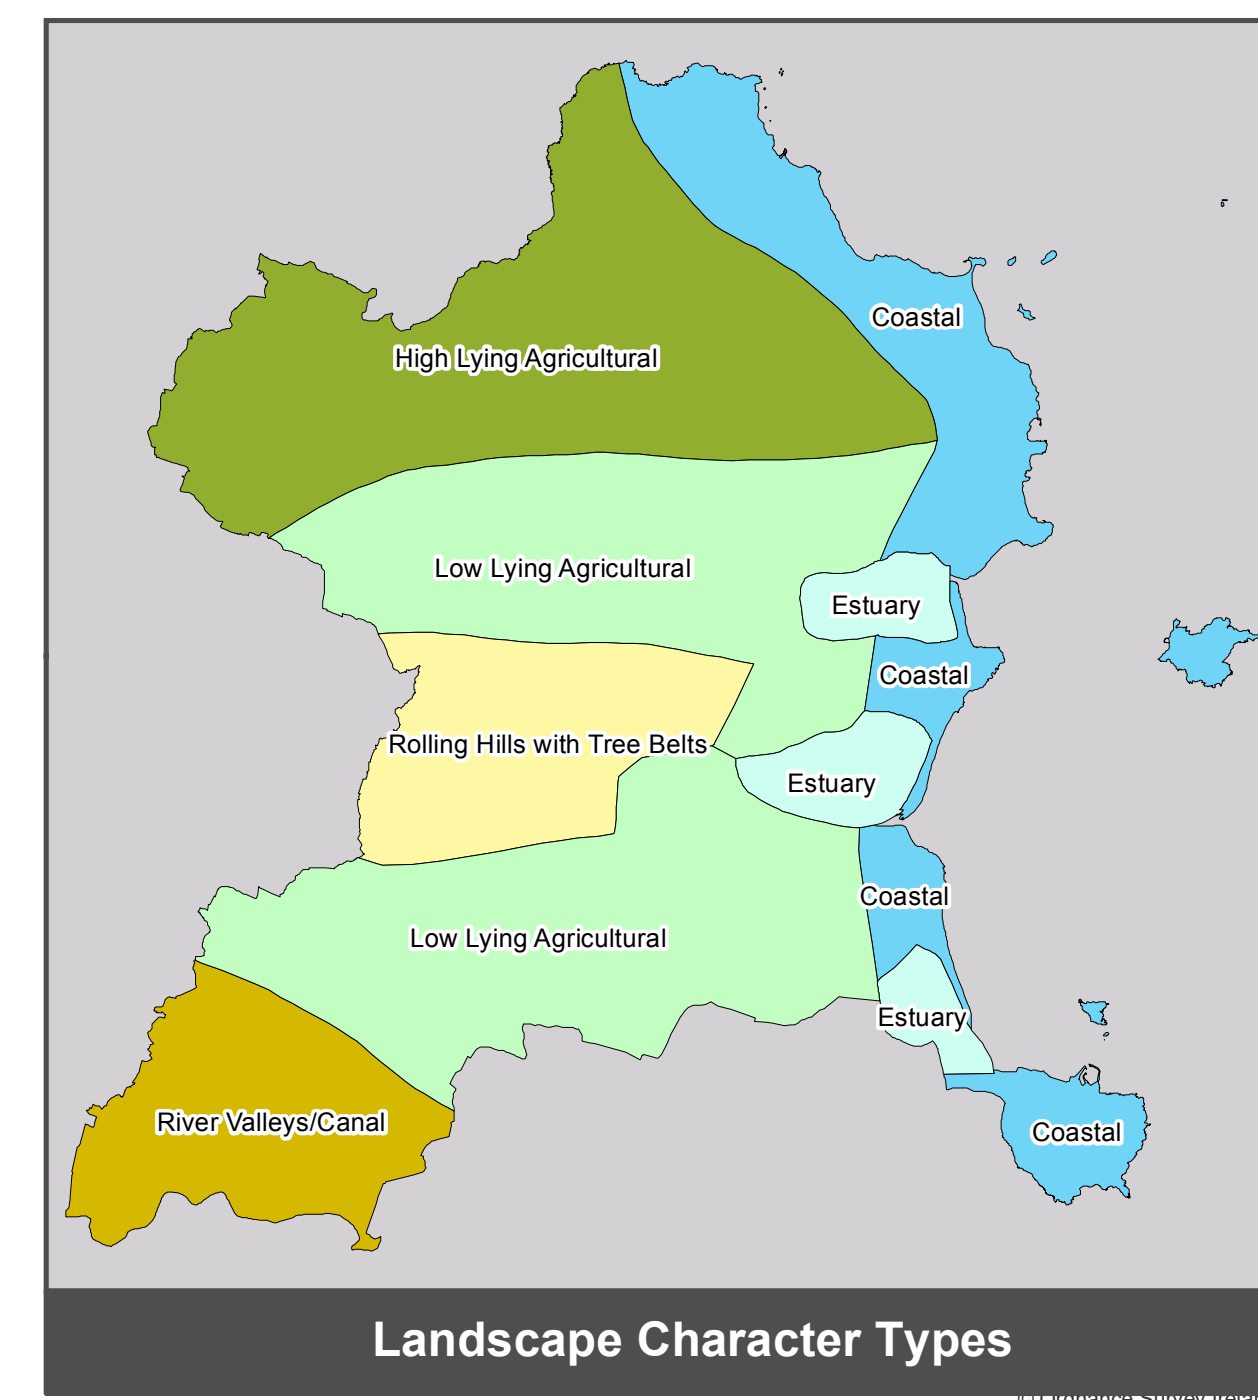 Coastal
High Lying Agricultural
Low Lying Agricultural
Estuary
Coastal
Rolling Hills with Tree Belts
Estuary
Coastal
Low Lying Agricultural
Estuary
River Valleys/Canal
Coastal
Landscape Character Types